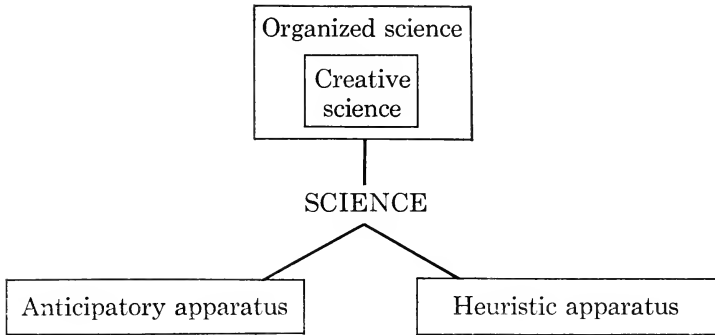 Organized science
Creative
science
SCIENCE
Anticipatory apparatus
Heuristic apparatus